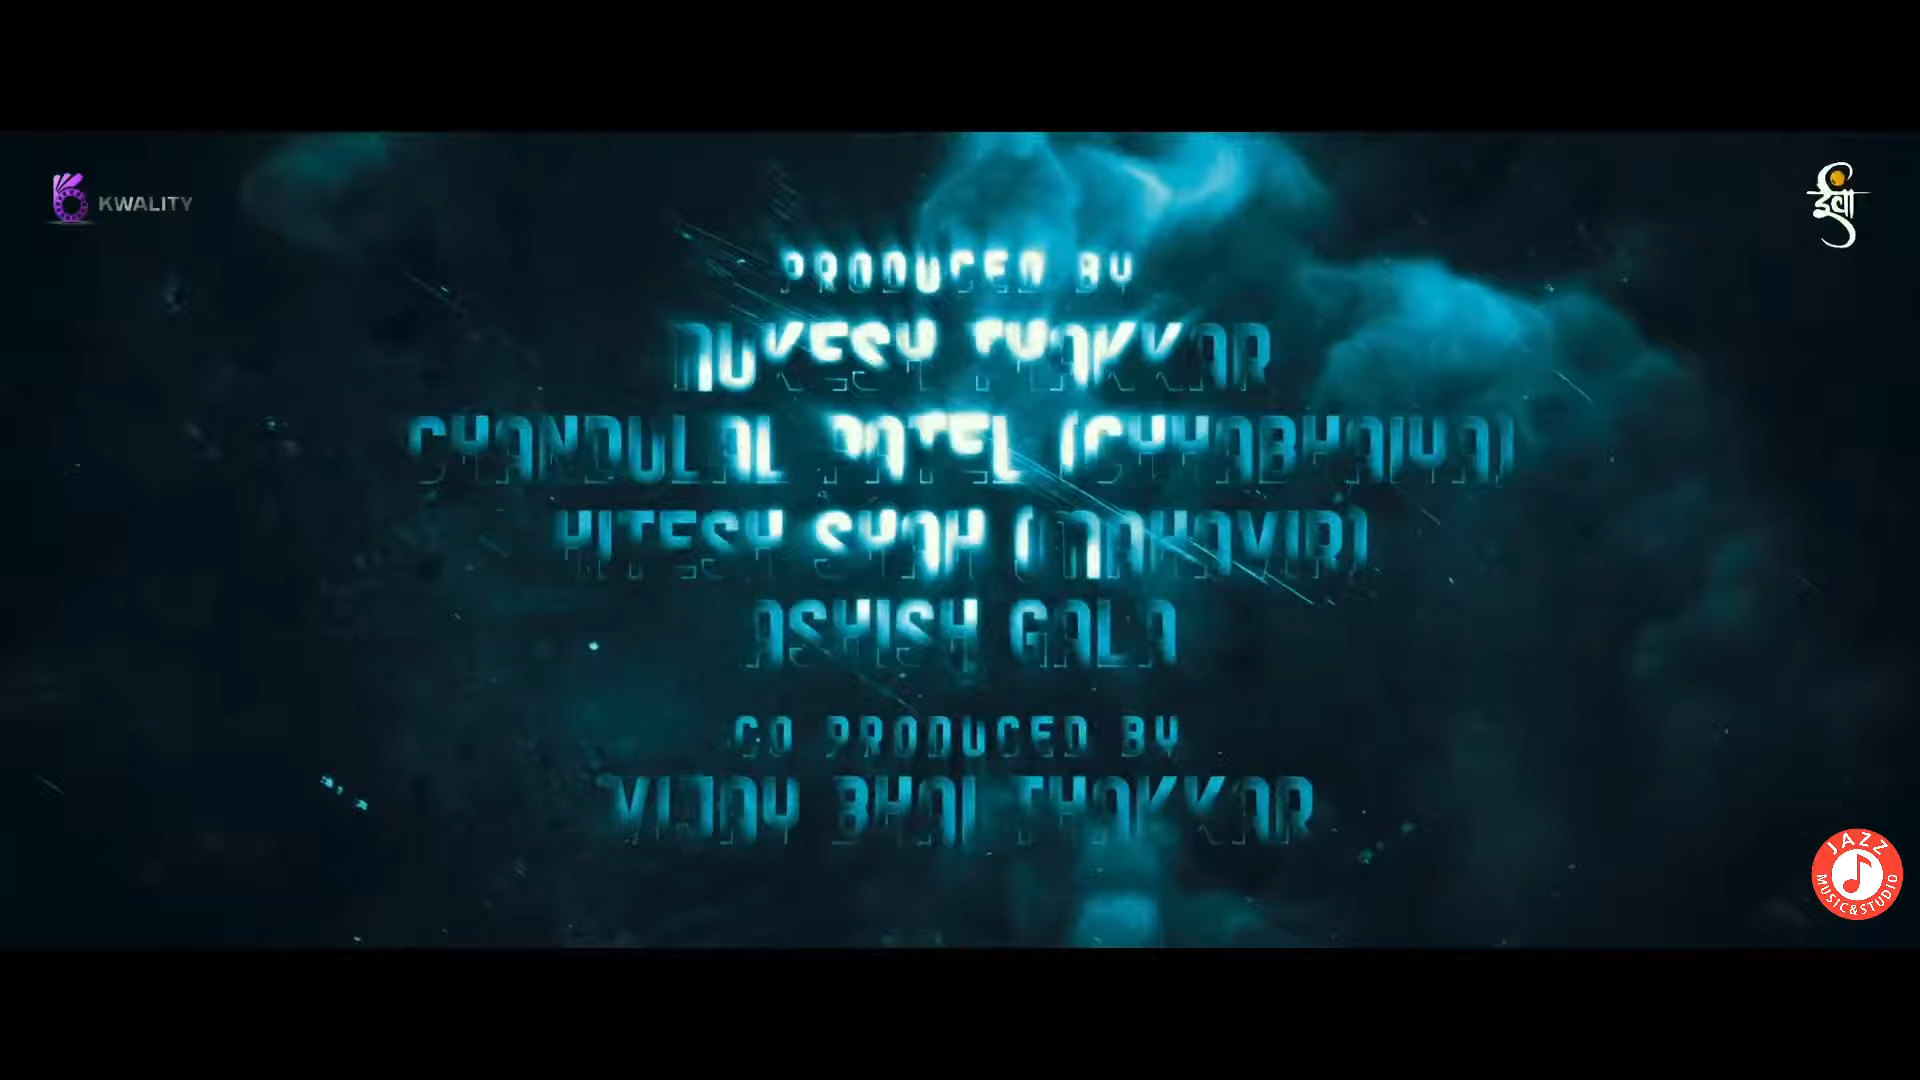 KWALITY
ईवा
PRODUCED BY
MUKESH THAKKAR
CHANDULAL PATEL (CHHABHAIYA)
HITESH SHAH (MAHAVIR)
ASHISH GALA
CO PRODUCED BY
VIJAY BHAI THAKKAR
JAZZ
MUSIC&STUDIO